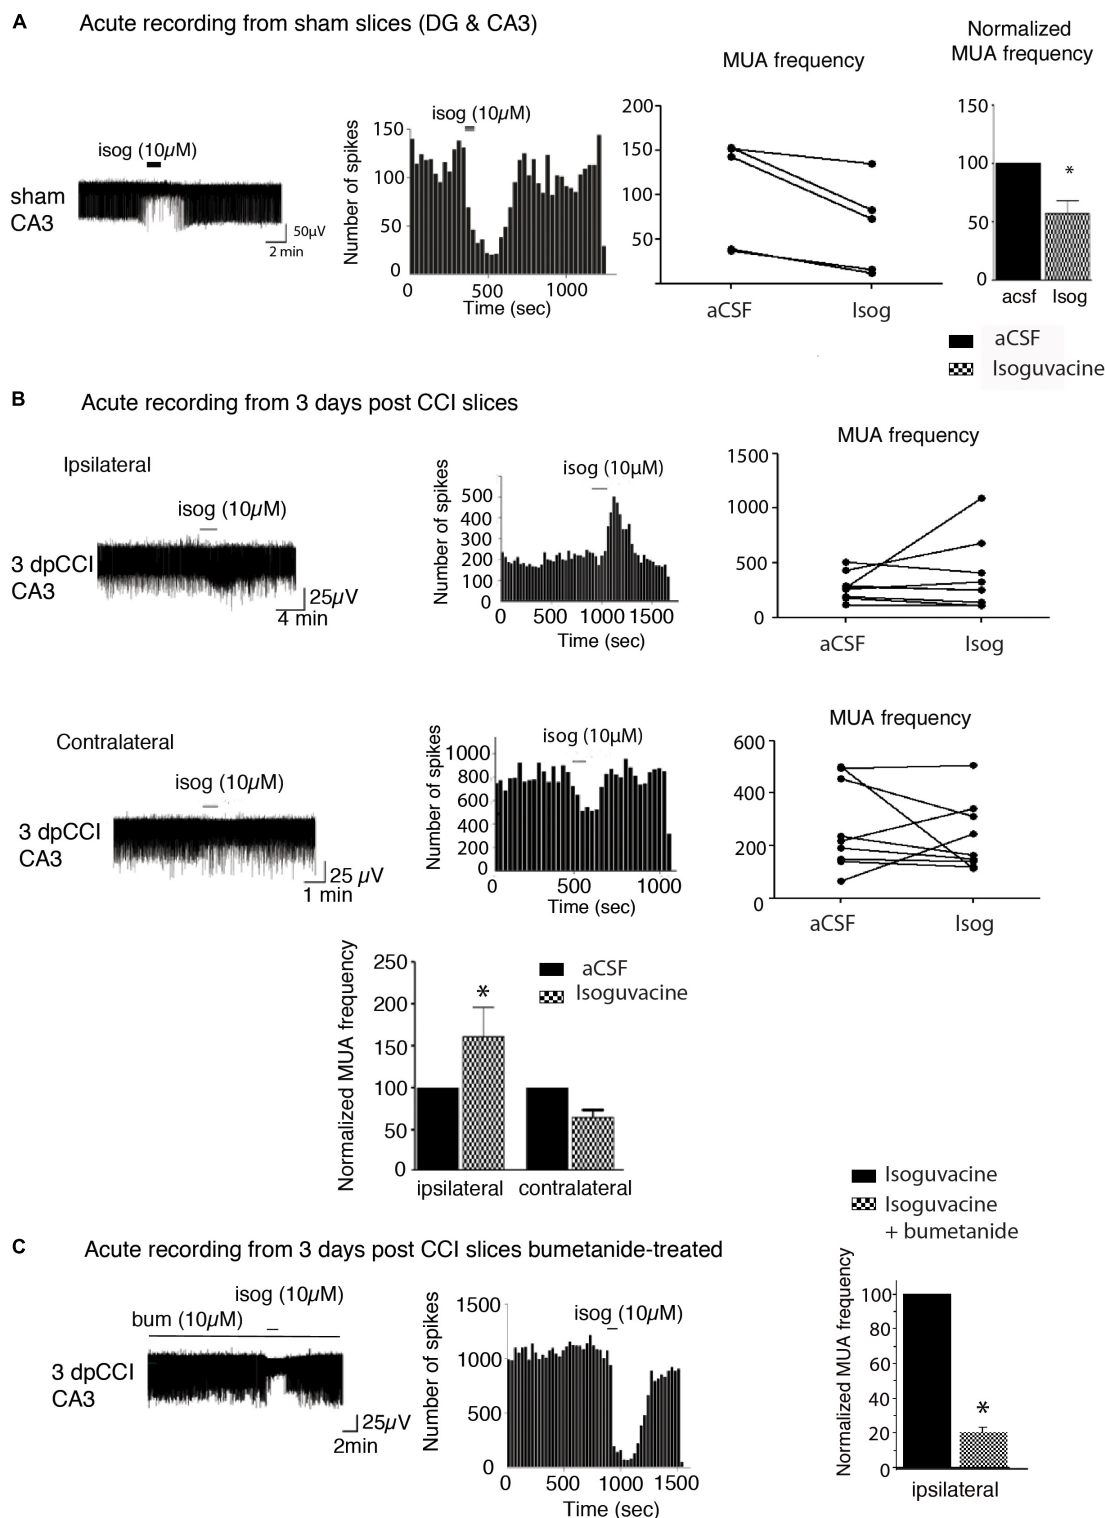 A
Acute recording from sham slices (DG & CA3)
isog (10µM)
sham
CA3
50µV
2 min
Number of spikes
isog (10µM)
150
100
50
0
0
500
1000
Time (sec)
MUA frequency
200
150
100
50
aCSF
Isog
Normalized
MUA frequency
150
100
50
0
*
acsf
Isog
aCSF
Isoguvacine
B
Acute recording from 3 days post CCI slices
Ipsilateral
isog (10µM)
3 dpCCI
CA3
25µV
4 min
Number of spikes
isog (10µM)
500
400
300
200
100
0
0
500
1000
1500
Time (sec)
MUA frequency
1500
1000
500
0
aCSF
Isog
Contralateral
isog (10µM)
3 dpCCI
CA3
25 µV
1 min
Number of spikes
isog (10µM)
1000
800
600
400
200
0
0
500
1000
Time (sec)
MUA frequency
600
400
200
0
aCSF
Isog
Normalized MUA frequency
250
200
150
100
50
0
*
aCSF
Isoguvacine
ipsilateral
contralateral
C
Acute recording from 3 days post CCI slices bumetanide-treated
isog (10µM)
bum (10µM)
3 dpCCI
CA3
25µV
2min
Number of spikes
isog (10µM)
1500
1000
500
0
0
500
1000
1500
Time (sec)
Isoguvacine
Isoguvacine
+ bumetanide
Normalized MUA frequency
100
80
60
40
20
0
*
ipsilateral